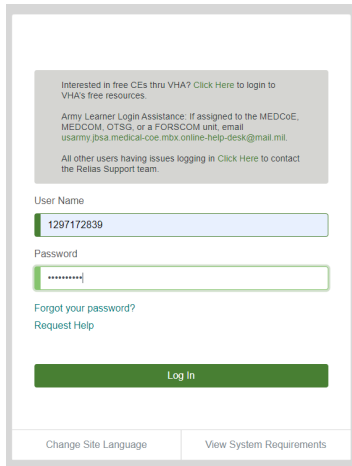 Interested in free CEs thru VHA? Click Here to login to
VHA's free resources.
Army Learner Login Assistance: If assigned to the MEDCoE,
MEDCOM, OTSG, or a FORSCOM unit, email
usarmy.jbsa.medical-coe.mbx.online-help-desk@mail.mil.
All other users having issues logging in Click Here to contact
the Relias Support team.
User Name
1297172839
Password
••••••••••
Forgot your password?
Request Help
Log In
Change Site Language
View System Requirements